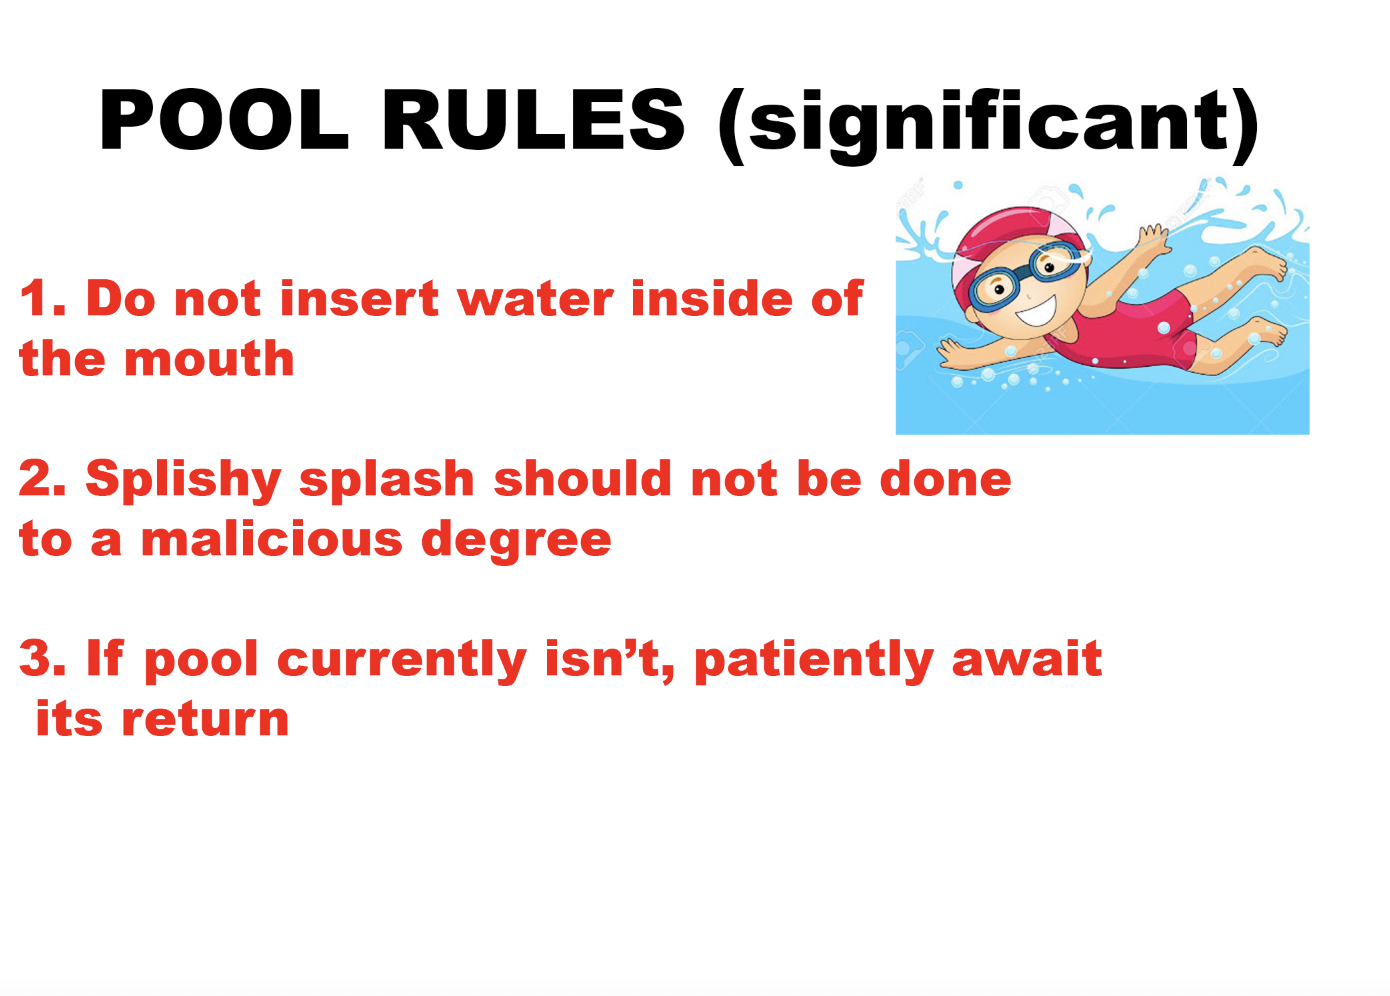 POOL RULES (significant)
1. Do not insert water inside of
the mouth
2. Splishy splash should not be done
to a malicious degree
3. If pool currently isn’t, patiently await
its return